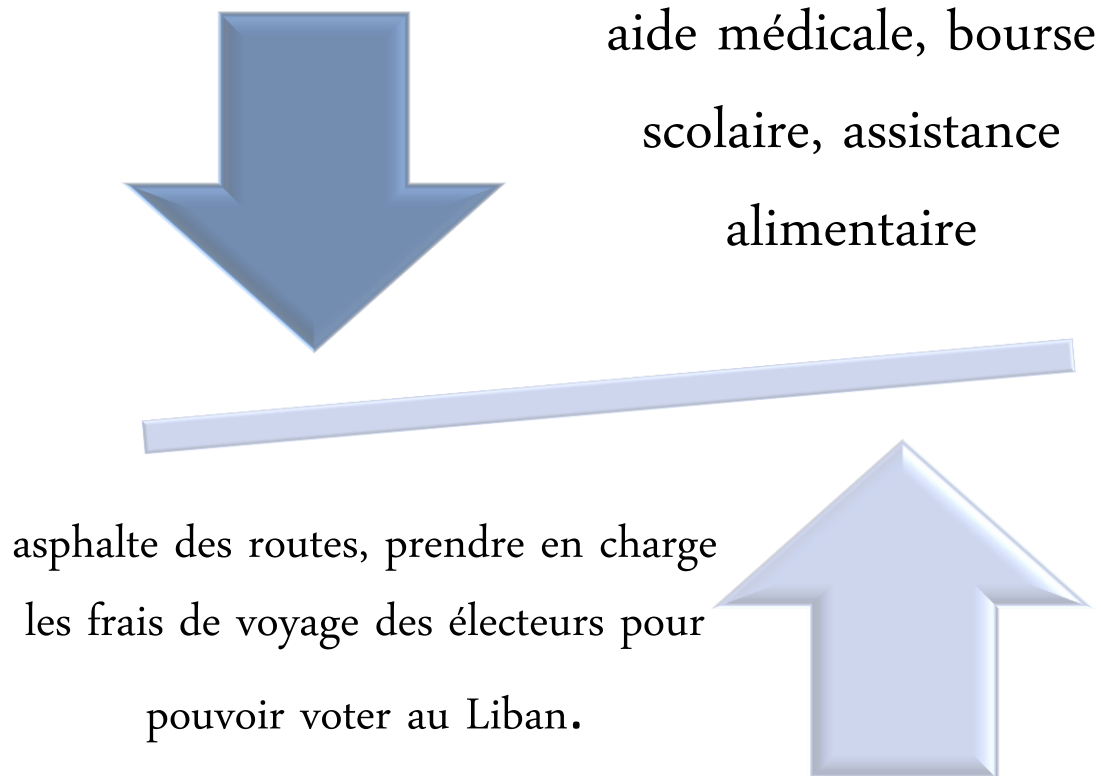 aide médicale, bourse
scolaire, assistance
alimentaire
asphalte des routes, prendre en charge
les frais de voyage des électeurs pour
pouvoir voter au Liban.